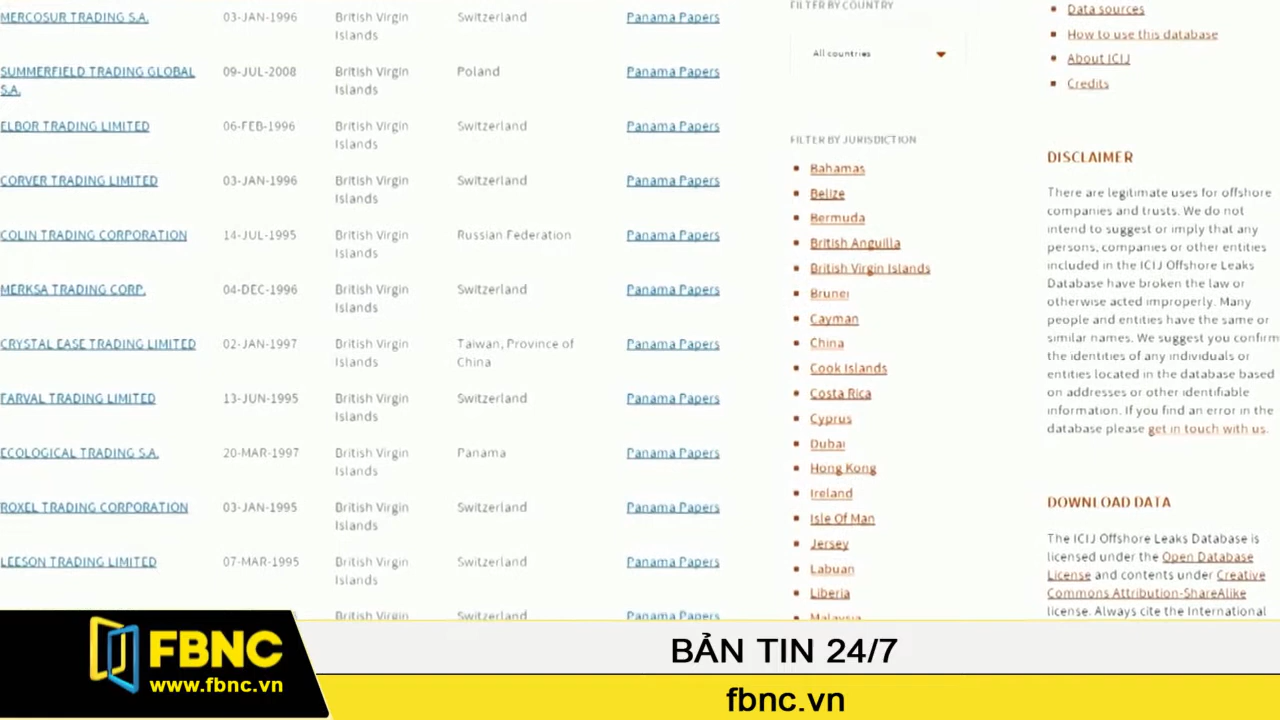 MERCOSUR TRADING S.A. 03-JAN-1996 British Virgin Islands Switzerland Panama Papers
SUMMERFIELD TRADING GLOBAL S.A. 09-JUL-2008 British Virgin Islands Poland Panama Papers
ELBOR TRADING LIMITED 06-FEB-1996 British Virgin Islands Switzerland Panama Papers
CORVER TRADING LIMITED 03-JAN-1996 British Virgin Islands Switzerland Panama Papers
COLIN TRADING CORPORATION 14-JUL-1995 British Virgin Islands Russian Federation Panama Papers
MERKSA TRADING CORP. 04-DEC-1996 British Virgin Islands Switzerland Panama Papers
CRYSTAL EASE TRADING LIMITED 02-JAN-1997 British Virgin Islands Taiwan, Province of China Panama Papers
FARVAL TRADING LIMITED 13-JUN-1995 British Virgin Islands Switzerland Panama Papers
ECOLOGICAL TRADING S.A. 20-MAR-1997 British Virgin Islands Panama Panama Papers
ROXEL TRADING CORPORATION 03-JAN-1995 British Virgin Islands Switzerland Panama Papers
LEESON TRADING LIMITED 07-MAR-1995 British Virgin Islands Switzerland Panama Papers
British Virgin Switzerland Panama Papers
FILTER BY COUNTRY
All countries
FILTER BY JURISDICTION
Bahamas
Belize
Bermuda
British Anguilla
British Virgin Islands
Brunei
Cayman
China
Cook Islands
Costa Rica
Cyprus
Dubai
Hong Kong
Ireland
Isle Of Man
Jersey
Labuan
Liberia
Malaysia
Data sources
How to use this database
About ICIJ
Credits
DISCLAIMER
There are legitimate uses for offshore
companies and trusts. We do not
intend to suggest or imply that any
persons, companies or other entities
included in the ICIJ Offshore Leaks
Database have broken the law or
otherwise acted improperly. Many
people and entities have the same or
similar names. We suggest you confirm
the identities of any individuals or
entities located in the database based
on addresses or other identifiable
information. If you find an error in the
database please get in touch with us.
DOWNLOAD DATA
The ICIJ Offshore Leaks Database is
licensed under the Open Database
License and contents under Creative
Commons Attribution-ShareAlike
license. Always cite the International
FBNC
www.fbnc.vn
BẢN TIN 24/7
fbnc.vn